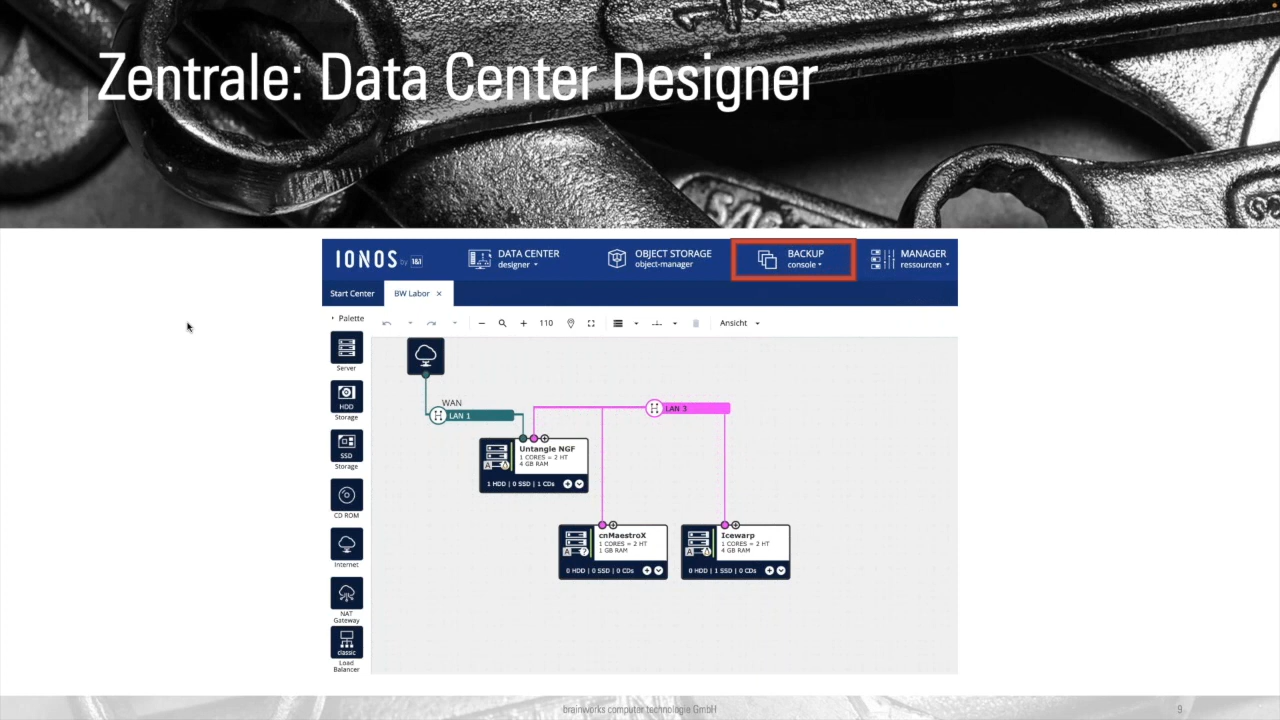 Zentrale: Data Center Designer
IONOS by 1&1
DATA CENTER
designer
OBJECT STORAGE
object-manager
BACKUP
console
MANAGER
ressourcen
Start Center
BW Labor ×
Palette
110
Ansicht
Server
HDD
Storage
SSD
Storage
CD ROM
Internet
NAT
Gateway
classic
Load
Balancer
WAN
LAN 1
LAN 3
Untangle NGF
1 CORES = 2 HT
4 GB RAM
1 HDD | 0 SSD | 1 CDs
cnMaestroX
1 CORES = 2 HT
1 GB RAM
0 HDD | 0 SSD | 0 CDs
Icewarp
1 CORES = 2 HT
4 GB RAM
0 HDD | 1 SSD | 0 CDs
brainworks computer technologie GmbH
9